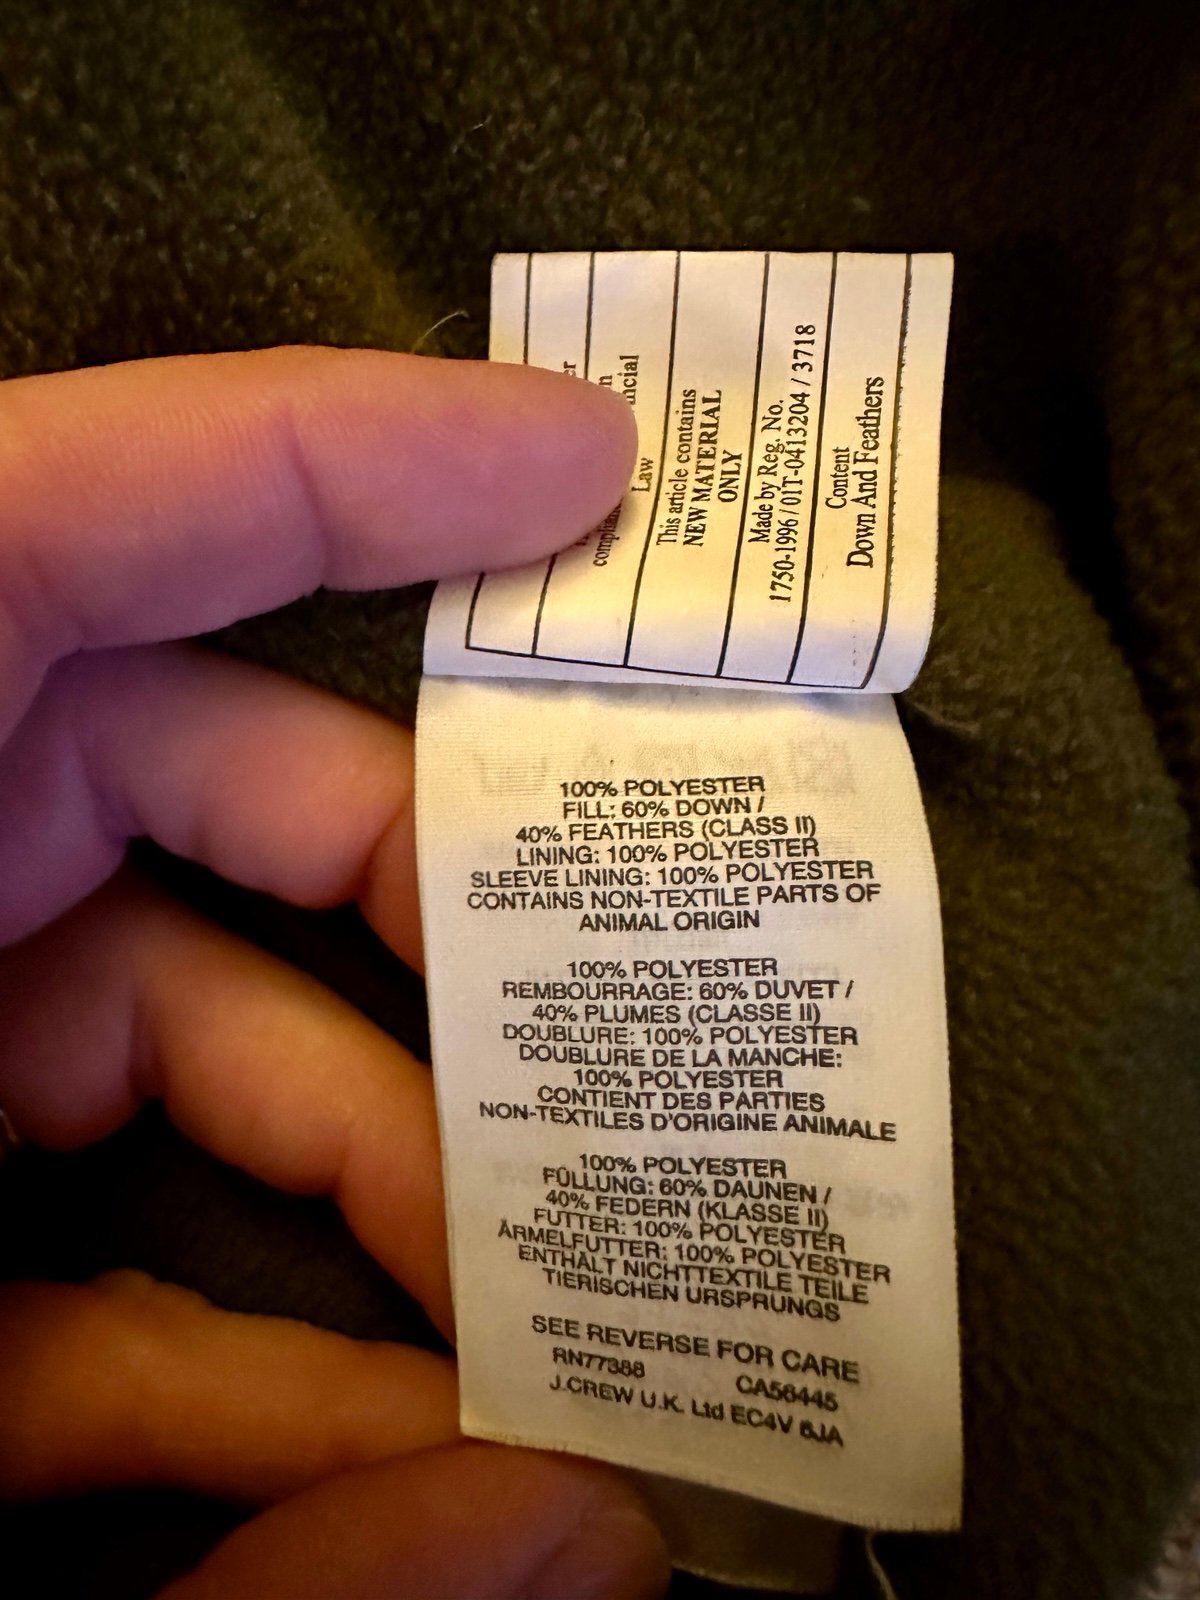 Law
This article contains
NEW MATERIAL
ONLY
Made by Reg. No.
1750-1996 / 01T-0413204 / 3718
Content
Down And Feathers
100% POLYESTER
FILL: 60% DOWN /
40% FEATHERS (CLASS II)
LINING: 100% POLYESTER
SLEEVE LINING: 100% POLYESTER
CONTAINS NON-TEXTILE PARTS OF
ANIMAL ORIGIN
100% POLYESTER
REMBOURRAGE: 60% DUVET /
40% PLUMES (CLASSE II)
DOUBLURE: 100% POLYESTER
DOUBLURE DE LA MANCHE:
100% POLYESTER
CONTIENT DES PARTIES
NON-TEXTILES D'ORIGINE ANIMALE
100% POLYESTER
FÜLLUNG: 60% DAUNEN /
40% FEDERN (KLASSE II)
FUTTER: 100% POLYESTER
ÄRMELFUTTER: 100% POLYESTER
ENTHÄLT NICHTTEXTILE TEILE
TIERISCHEN URSPRUNGS
SEE REVERSE FOR CARE
RN77388 CA56445
J.CREW U.K. Ltd EC4V 6JA